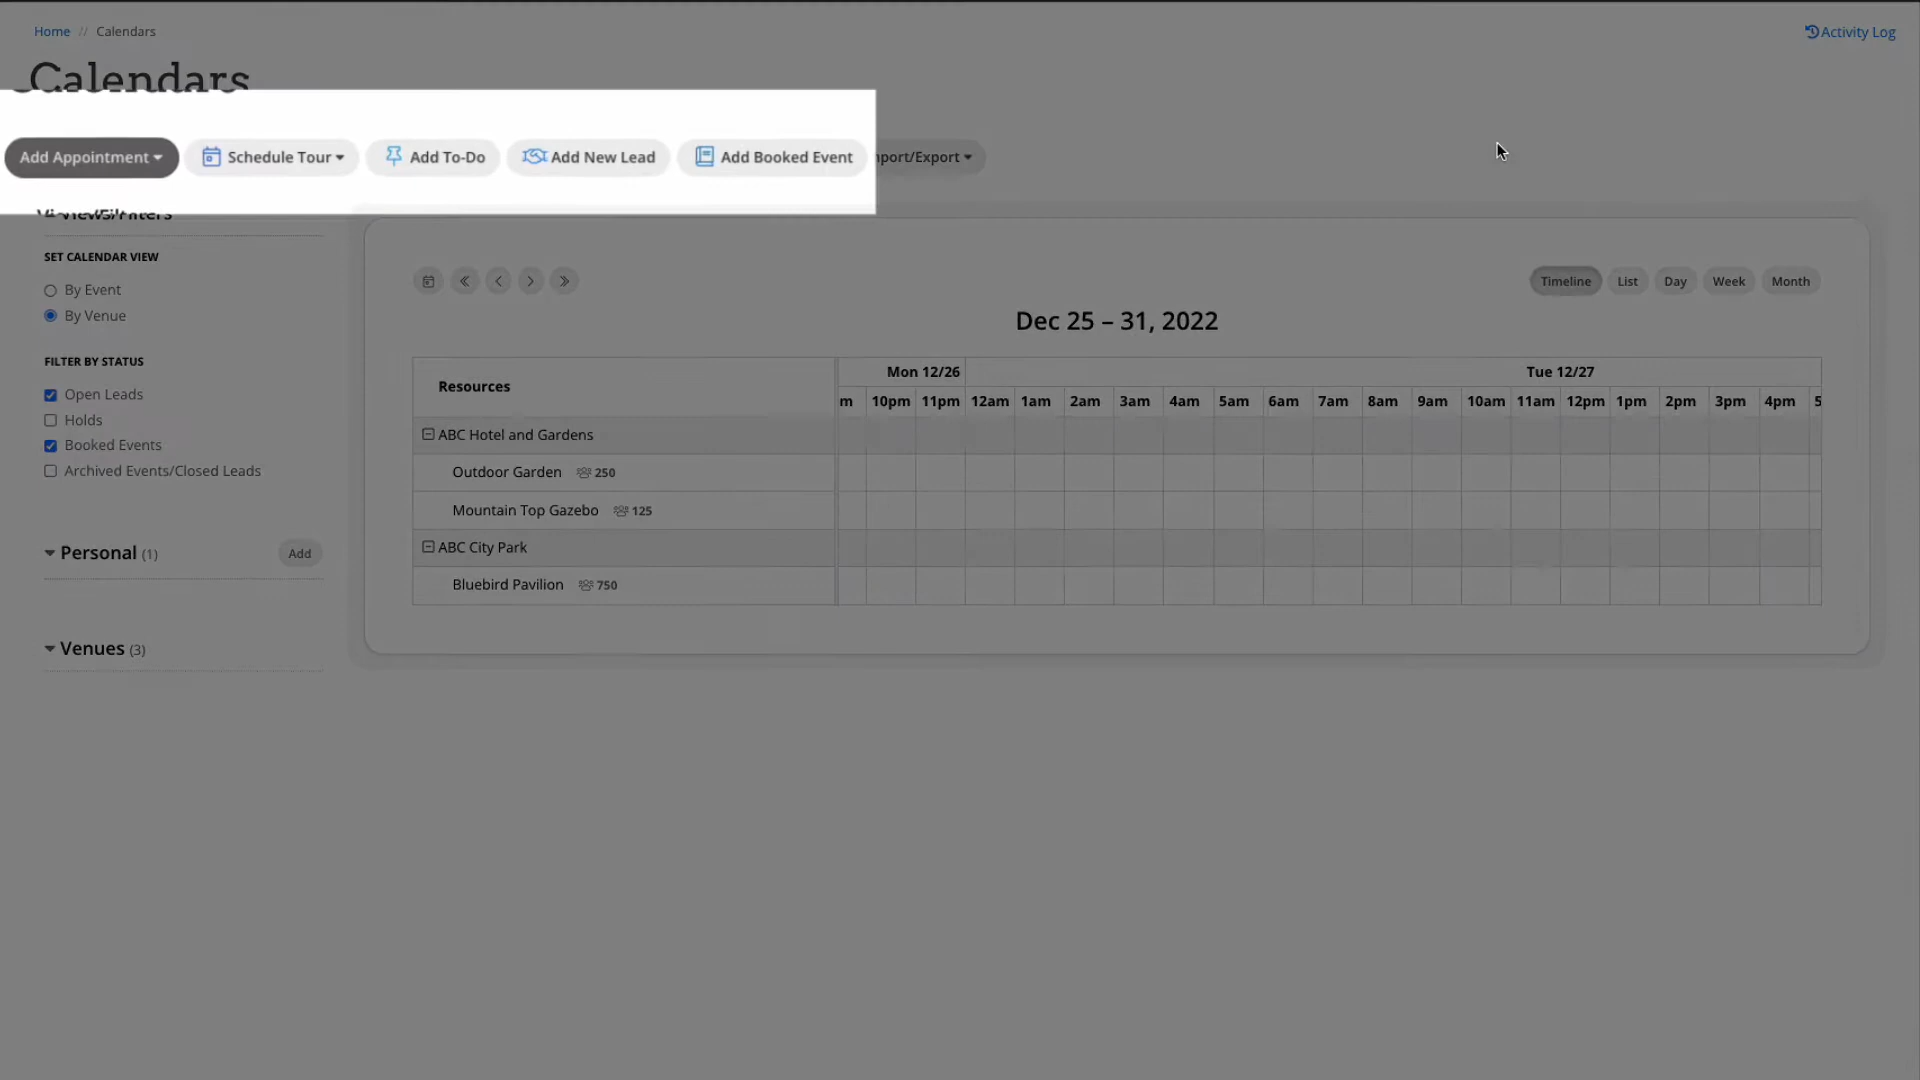 Home // Calendars
Activity Log
Calendars
Add Appointment
Schedule Tour
Add To-Do
Add New Lead
Add Booked Event
port/Export
SET CALENDAR VIEW
By Event
By Venue
FILTER BY STATUS
Open Leads
Holds
Booked Events
Archived Events/Closed Leads
Personal (1)
Add
Venues (3)
Timeline
List
Day
Week
Month
Dec 25 – 31, 2022
Resources
Mon 12/26
Tue 12/27
m 10pm 11pm 12am 1am 2am 3am 4am 5am 6am 7am 8am 9am 10am 11am 12pm 1pm 2pm 3pm 4pm 5
ABC Hotel and Gardens
Outdoor Garden 250
Mountain Top Gazebo 125
ABC City Park
Bluebird Pavilion 750